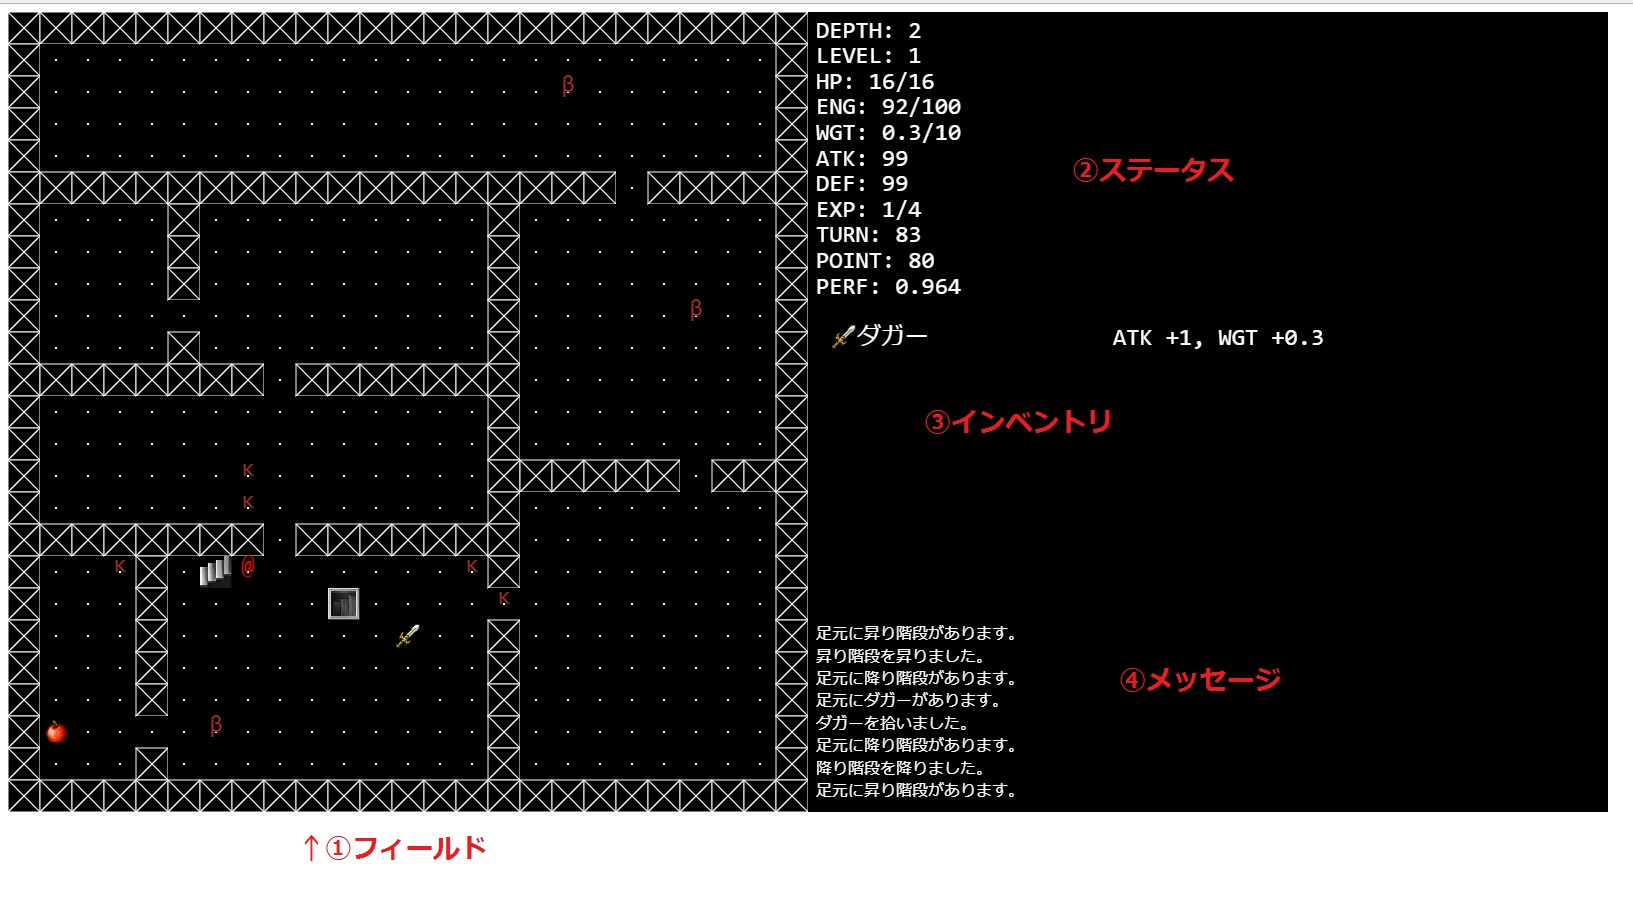 DEPTH: 2
LEVEL: 1
HP: 16/16
ENG: 92/100
WGT: 0.3/10
ATK: 99
DEF: 99
EXP: 1/4
TURN: 83
POINT: 80
PERF: 0.964
②ステータス
ダガー ATK +1, WGT +0.3
③インベントリ
足元に昇り階段があります。
昇り階段を昇りました。
足元に降り階段があります。
足元にダガーがあります。
ダガーを拾いました。
足元に降り階段があります。
降り階段を降りました。
足元に昇り階段があります。
④メッセージ
β
β
K
K
K @ K
K
β
↑①フィールド